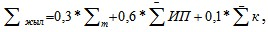 ∑ жыл = 0,3 * ∑ т + 0,6 * ∑̄ ИП + 0,1 * ∑̄ к ,